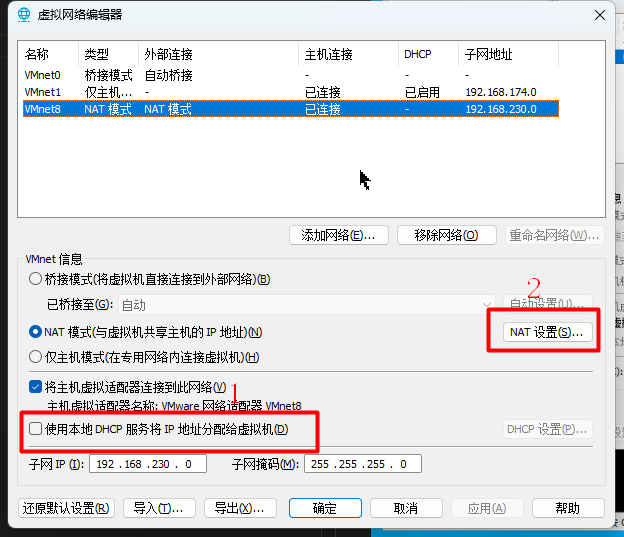 虚拟网络编辑器
名称 类型 外部连接 主机连接 DHCP 子网地址
VMnet0 桥接模式 自动桥接 - - -
VMnet1 仅主机... - 已连接 已启用 192.168.174.0
VMnet8 NAT 模式 NAT 模式 已连接 - 192.168.230.0
添加网络(E)... 移除网络(O) 重命名网络(W)...
VMnet 信息
桥接模式(将虚拟机直接连接到外部网络)(B)
2
已桥接至(G): 自动 自动设置(U)...
NAT 模式(与虚拟机共享主机的 IP 地址)(N) NAT 设置(S)...
仅主机模式(在专用网络内连接虚拟机)(H)
将主机虚拟适配器连接到此网络(V) 1
主机虚拟适配器名称: VMware 网络适配器 VMnet8
使用本地 DHCP 服务将 IP 地址分配给虚拟机(D) DHCP 设置(P)...
子网 IP (I): 192 . 168 . 230 . 0 子网掩码(M): 255 . 255 . 255 . 0
还原默认设置(R) 导入(T)... 导出(X)... 确定 取消 应用(A) 帮助